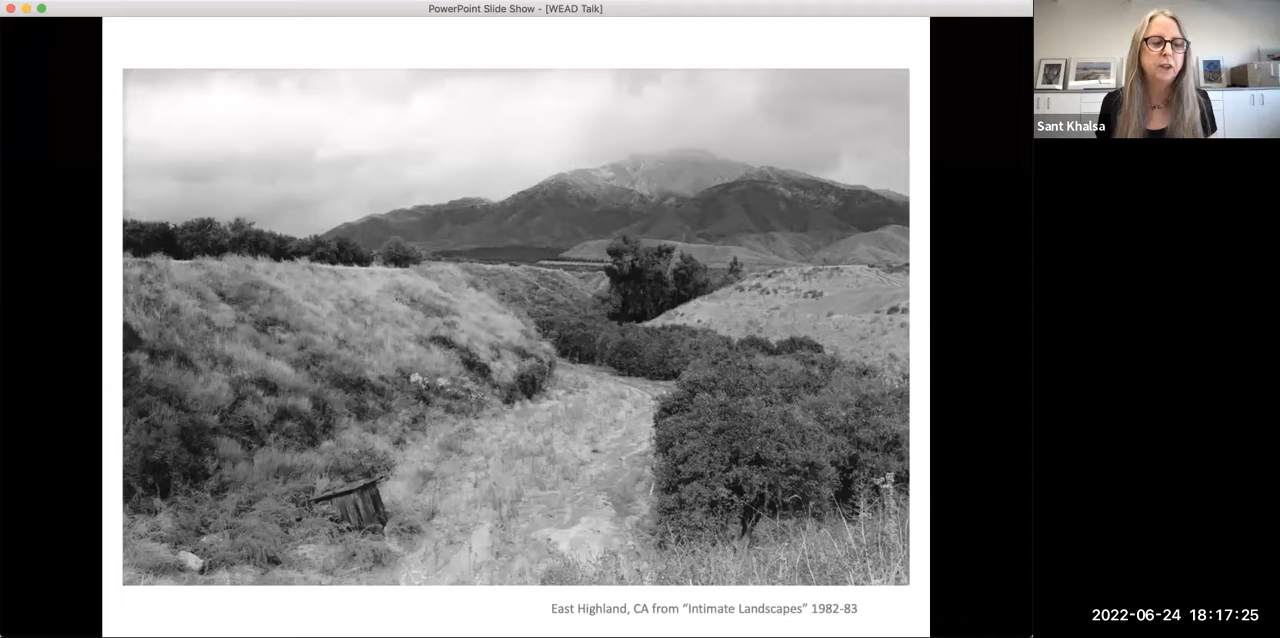 PowerPoint Slide Show - [WEAD Talk]
Sant Khalsa
East Highland, CA from “Intimate Landscapes” 1982-83
2022-06-24 18:17:25